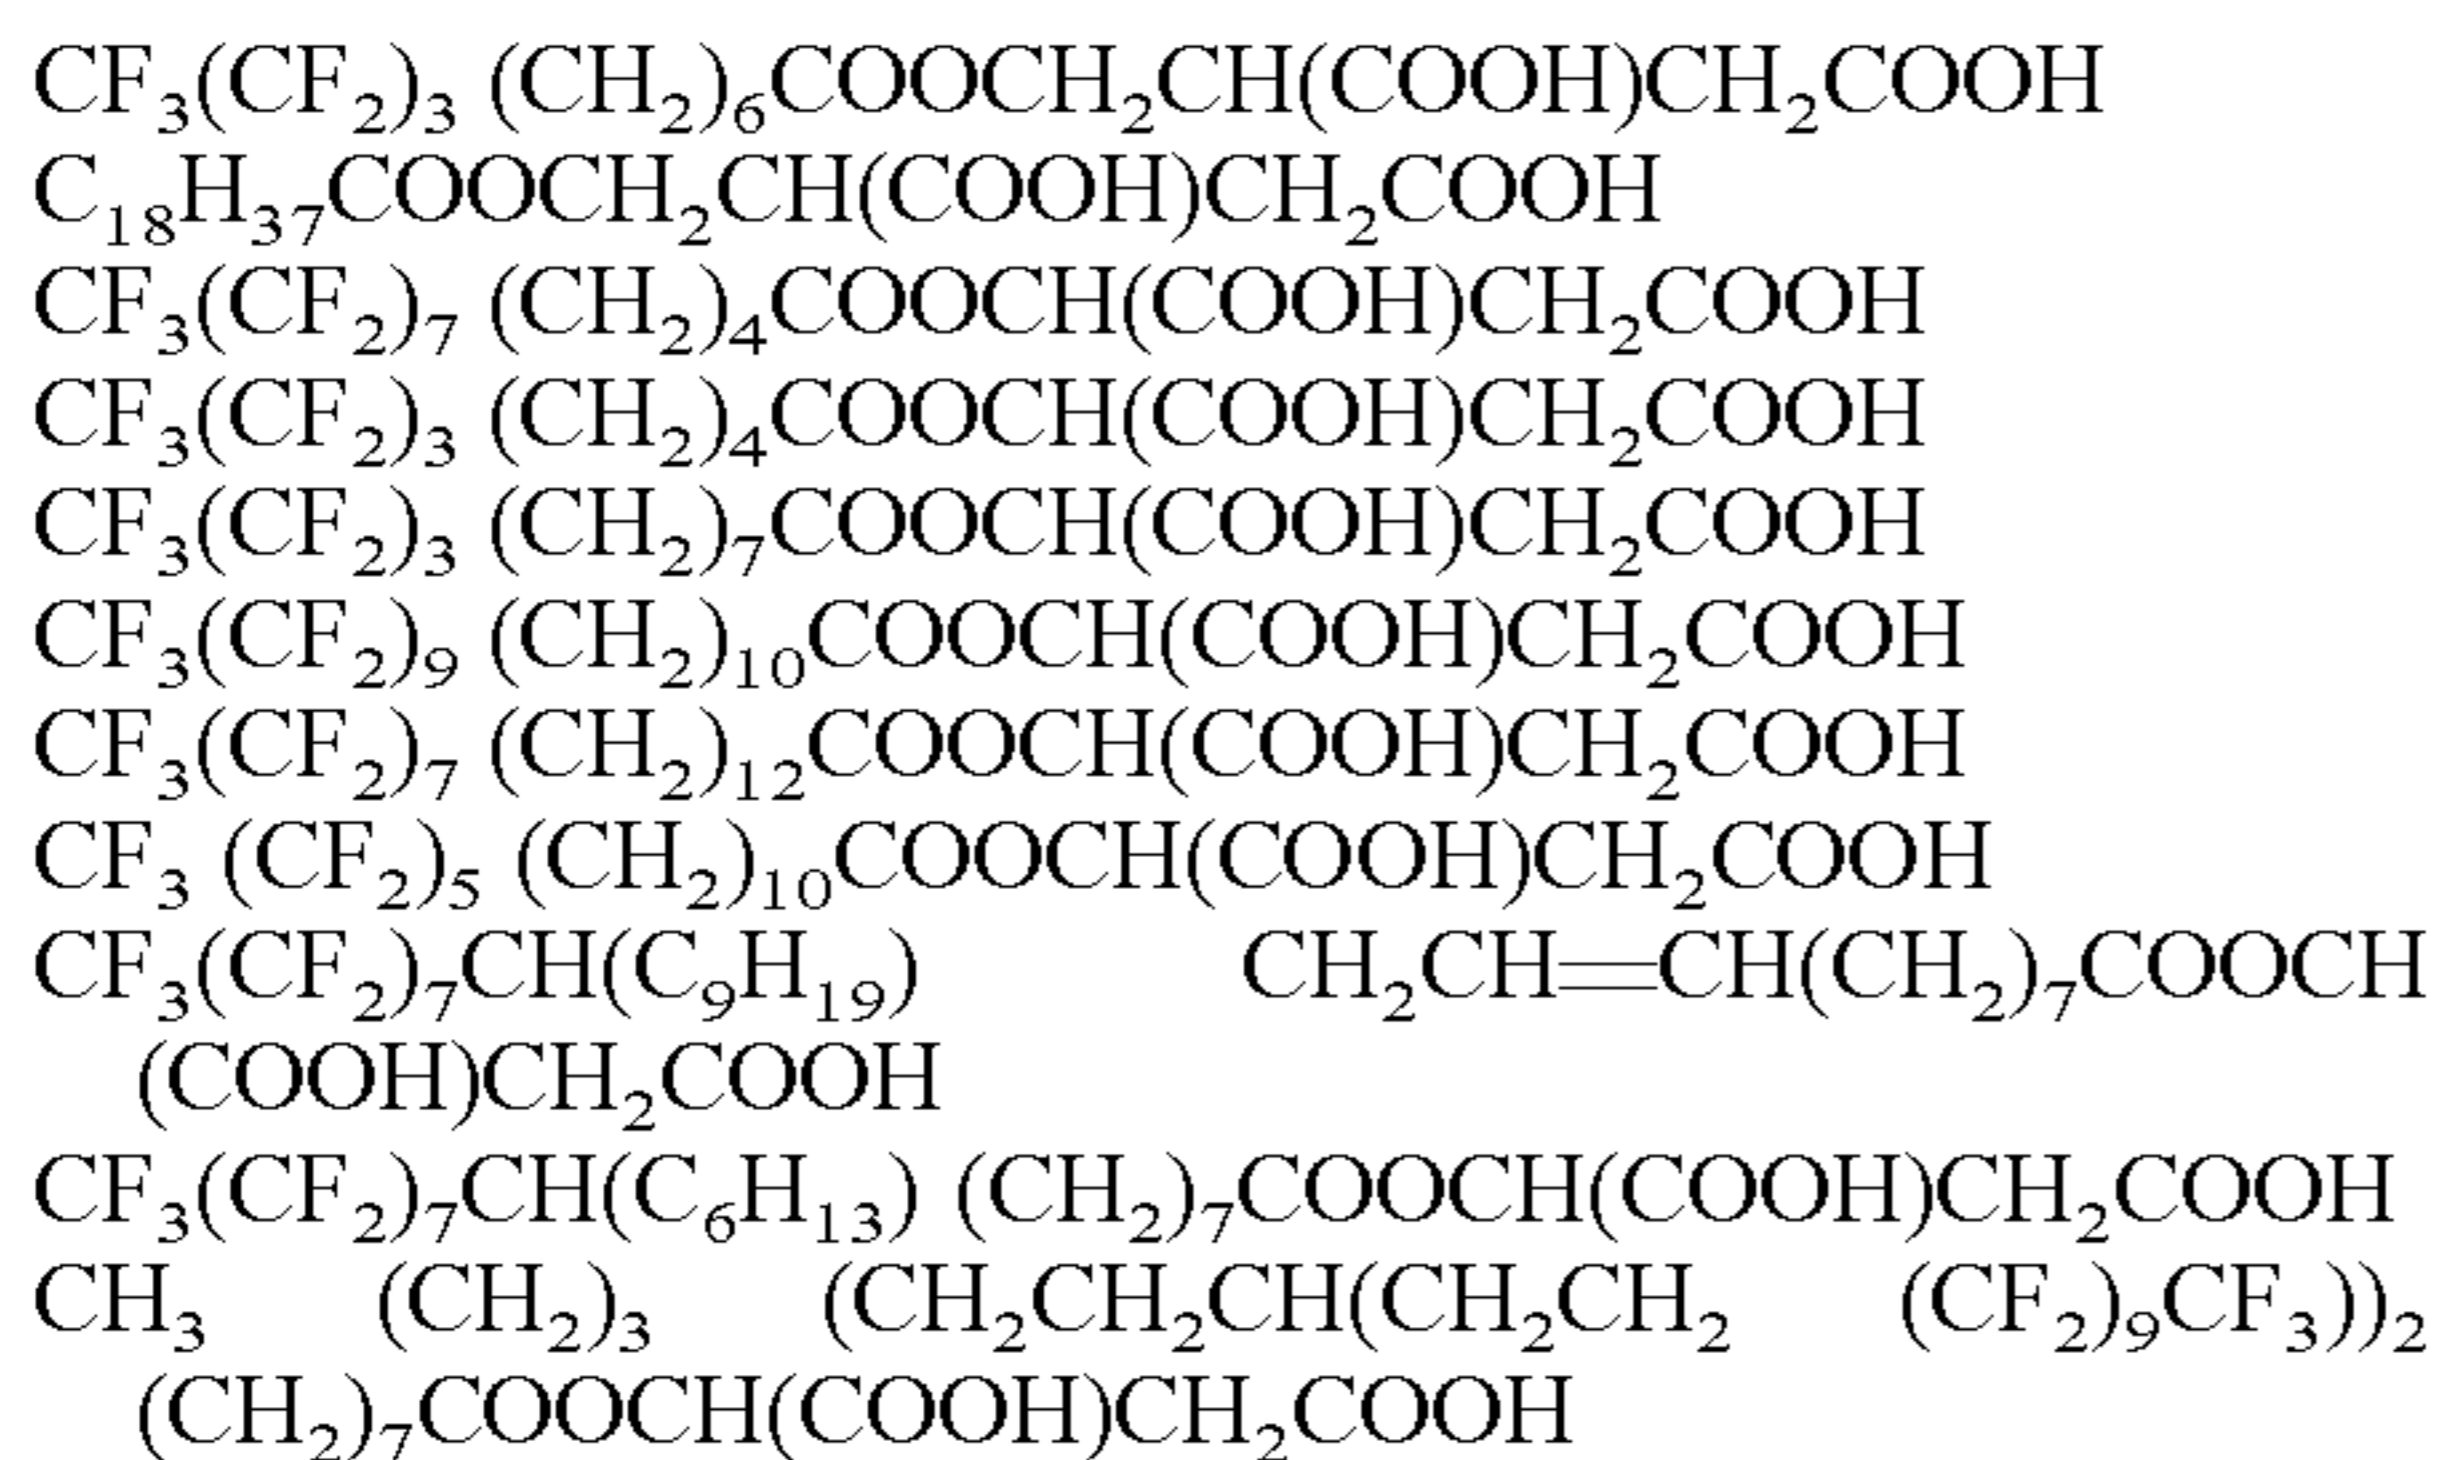 CF₃(CF₂)₃ (CH₂)₆COOCH₂CH(COOH)CH₂COOH
C₁₈H₃₇COOCH₂CH(COOH)CH₂COOH
CF₃(CF₂)₇ (CH₂)₄COOCH(COOH)CH₂COOH
CF₃(CF₂)₃ (CH₂)₄COOCH(COOH)CH₂COOH
CF₃(CF₂)₃ (CH₂)₇COOCH(COOH)CH₂COOH
CF₃(CF₂)₉ (CH₂)₁₀COOCH(COOH)CH₂COOH
CF₃(CF₂)₇ (CH₂)₁₂COOCH(COOH)CH₂COOH
CF₃ (CF₂)₅ (CH₂)₁₀COOCH(COOH)CH₂COOH
CF₃(CF₂)₇CH(C₉H₁₉) CH₂CH=CH(CH₂)₇COOCH
(COOH)CH₂COOH
CF₃(CF₂)₇CH(C₆H₁₃) (CH₂)₇COOCH(COOH)CH₂COOH
CH₃ (CH₂)₃ (CH₂CH₂CH(CH₂CH₂ (CF₂)₉CF₃))₂
(CH₂)₇COOCH(COOH)CH₂COOH